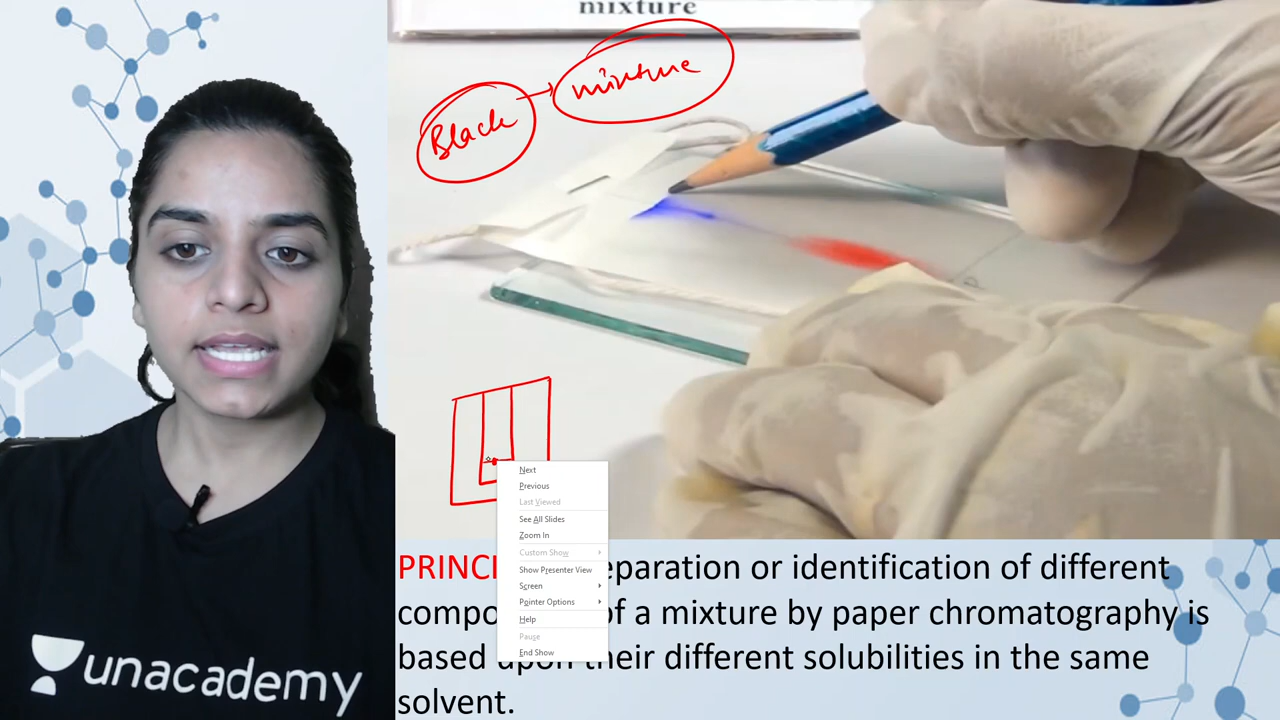 mixture
Black → mixture
Next
Previous
Last Viewed
See All Slides
Zoom In
Custom Show
Show Presenter View
Screen
Pointer Options
Help
Pause
End Show
PRINCI eparation or identification of different
compo of a mixture by paper chromatography is
based upon their different solubilities in the same
solvent.
unacademy